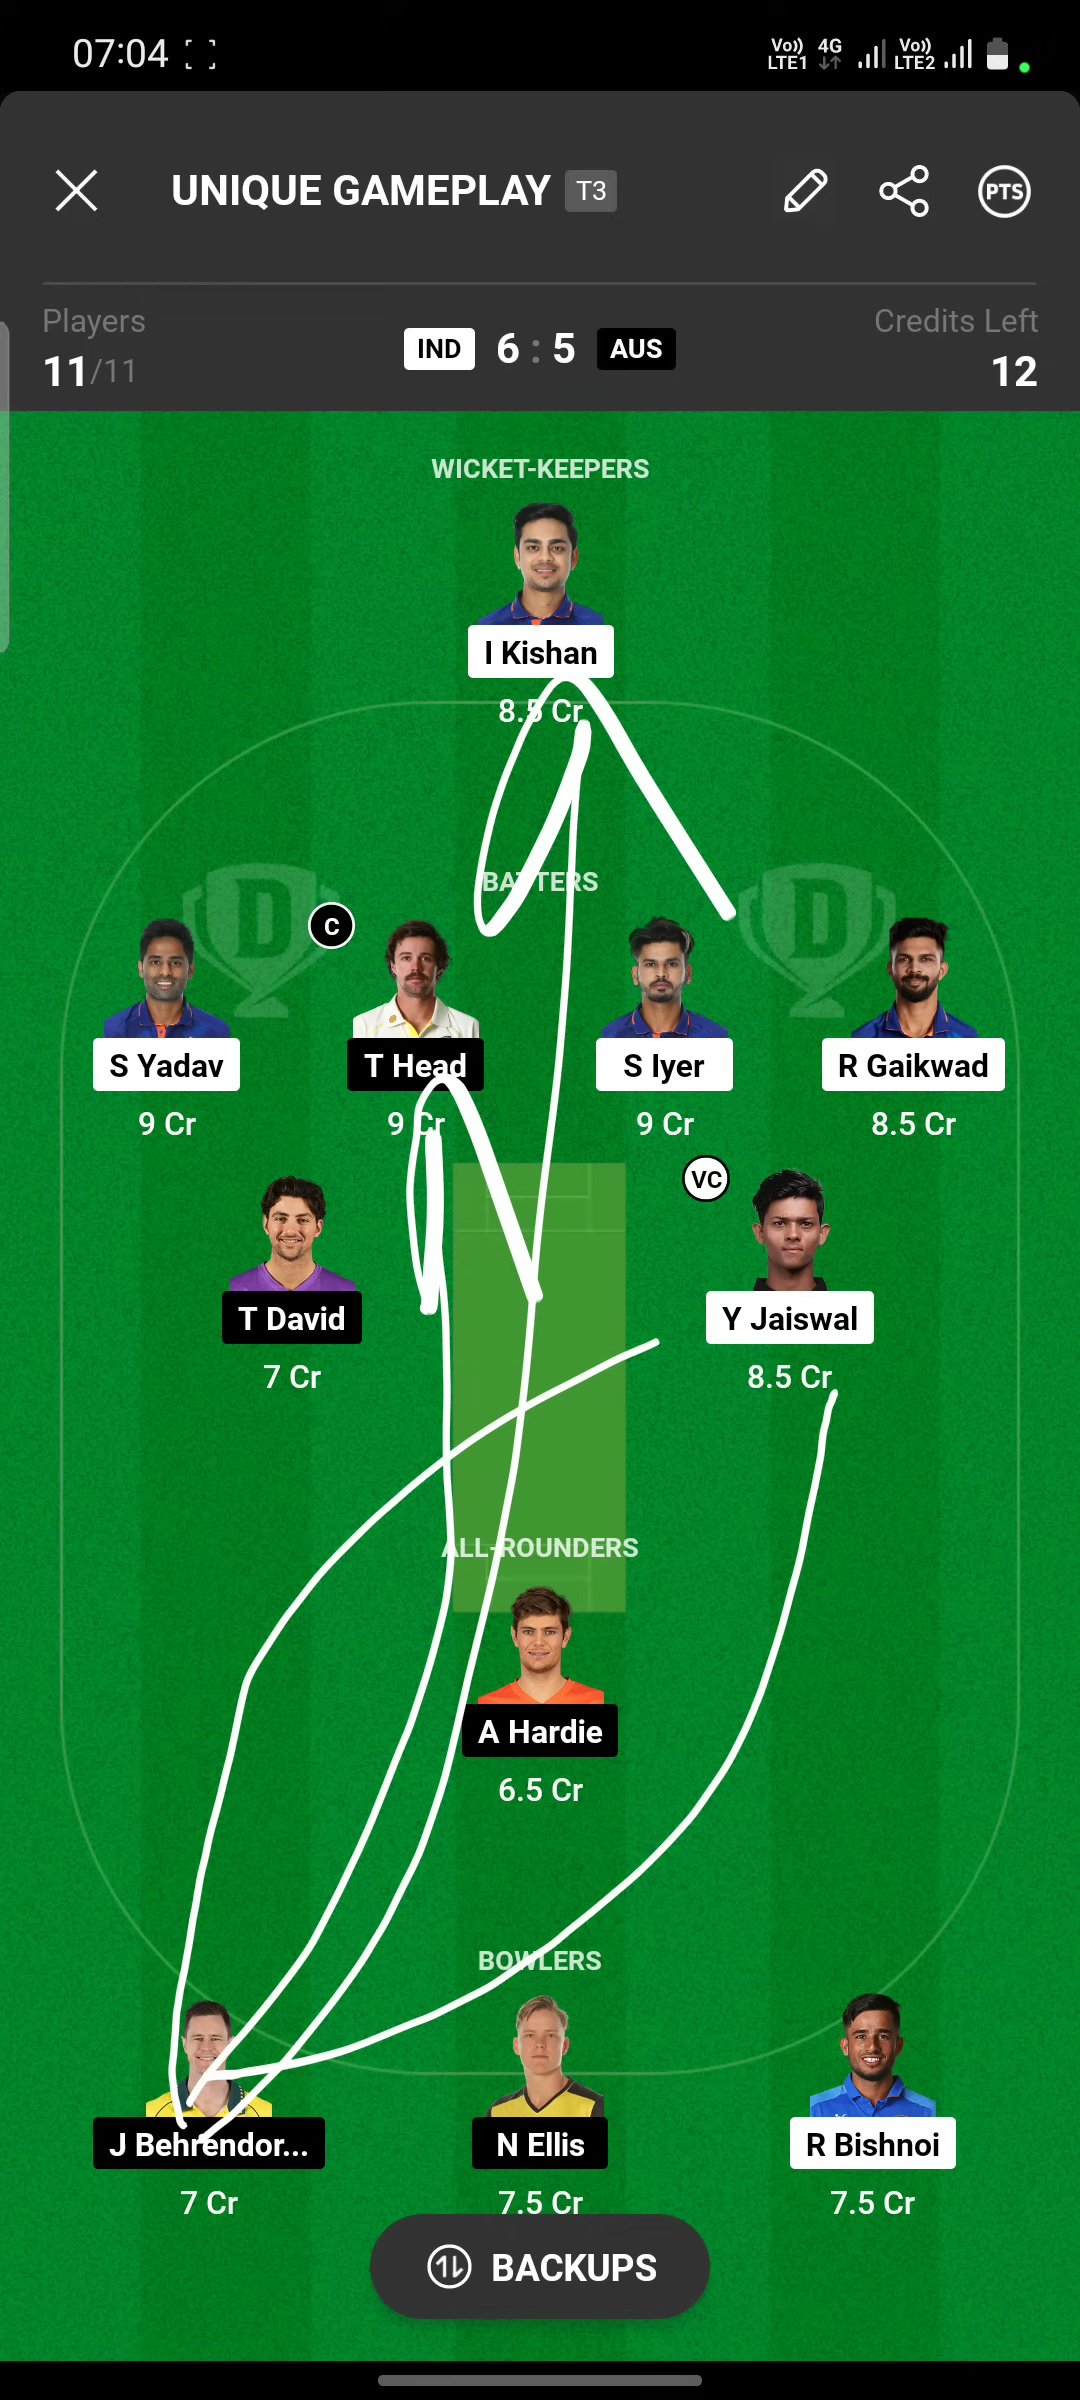 07:04 Vo)) LTE1 4G Vo)) LTE2
UNIQUE GAMEPLAY T3 PTS
Players Credits Left
11/11 IND 6 : 5 AUS 12
WICKET-KEEPERS
I Kishan
8.5 Cr
BATTERS
D D
C
S Yadav T Head S Iyer R Gaikwad
9 Cr 9 Cr 9 Cr 8.5 Cr
VC
T David Y Jaiswal
7 Cr 8.5 Cr
ALL-ROUNDERS
A Hardie
6.5 Cr
BOWLERS
J Behrendor... N Ellis R Bishnoi
7 Cr 7.5 Cr 7.5 Cr
BACKUPS